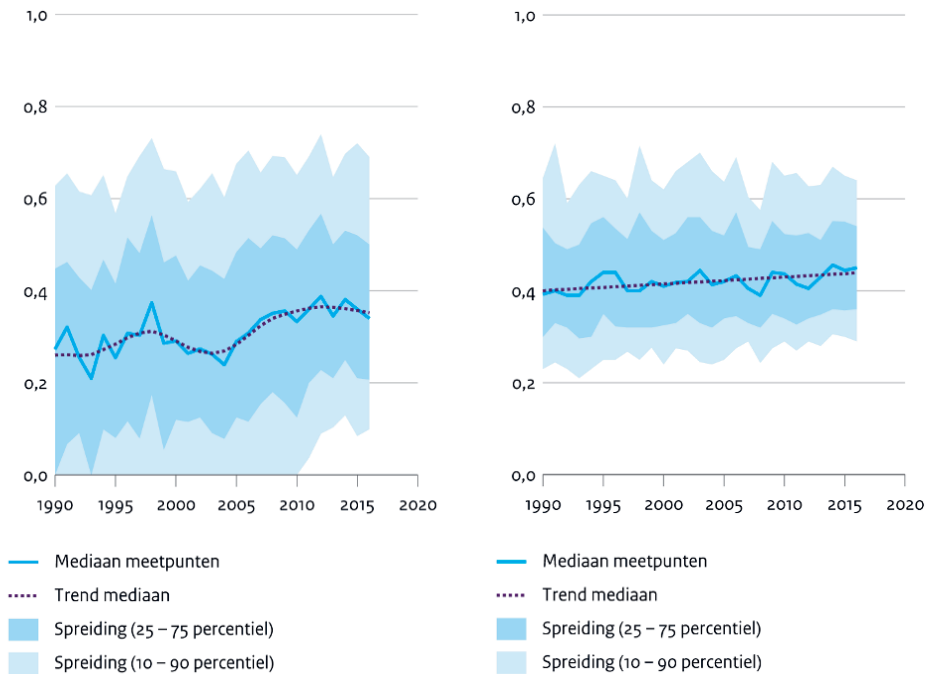 1,0
0,8
0,6
0,4
0,2
0,0
1990 1995 2000 2005 2010 2015 2020
Mediaan meetpunten
Trend mediaan
Spreiding (25 – 75 percentiel)
Spreiding (10 – 90 percentiel)
1,0
0,8
0,6
0,4
0,2
0,0
1990 1995 2000 2005 2010 2015 2020
Mediaan meetpunten
Trend mediaan
Spreiding (25 – 75 percentiel)
Spreiding (10 – 90 percentiel)